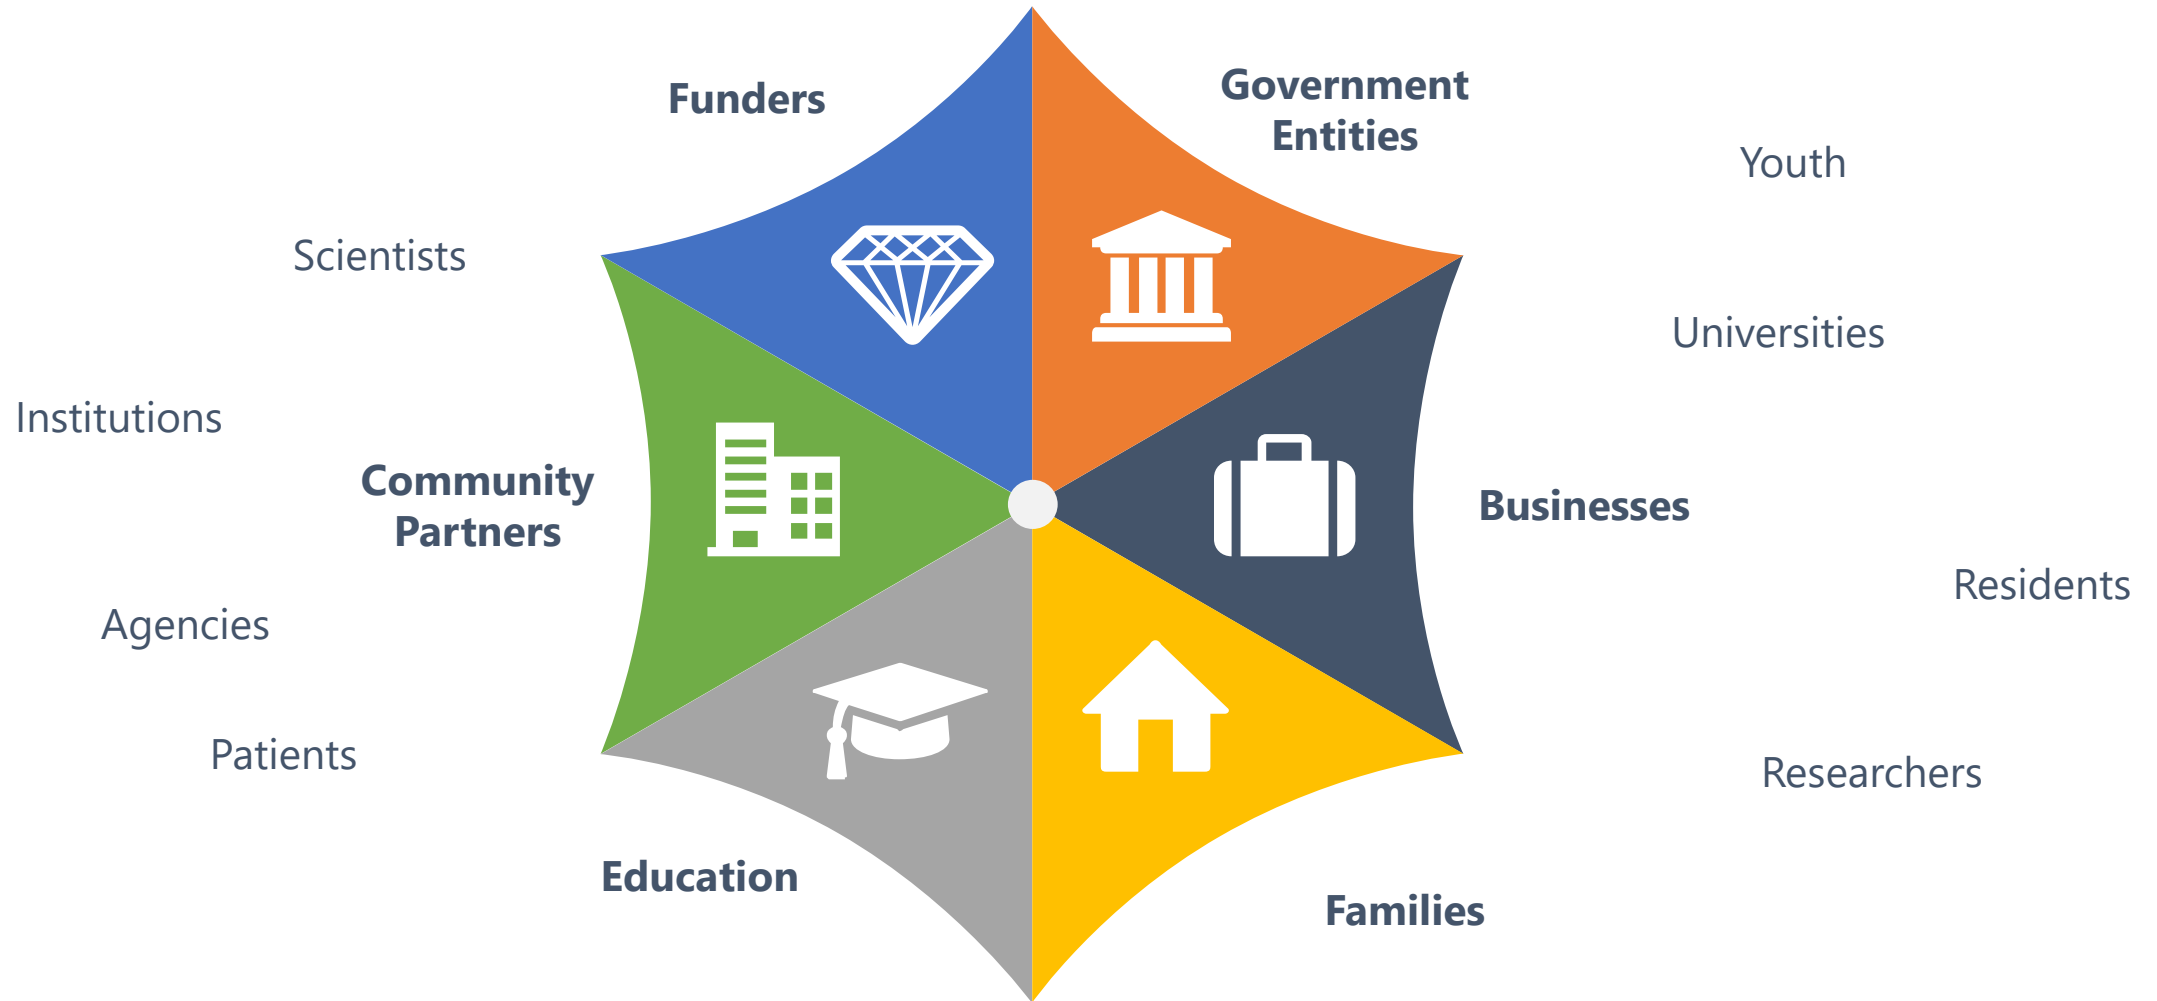 Funders
Government
Entities
Youth
Scientists
Universities
Institutions
Community
Partners
Businesses
Residents
Agencies
Patients
Researchers
Education
Families